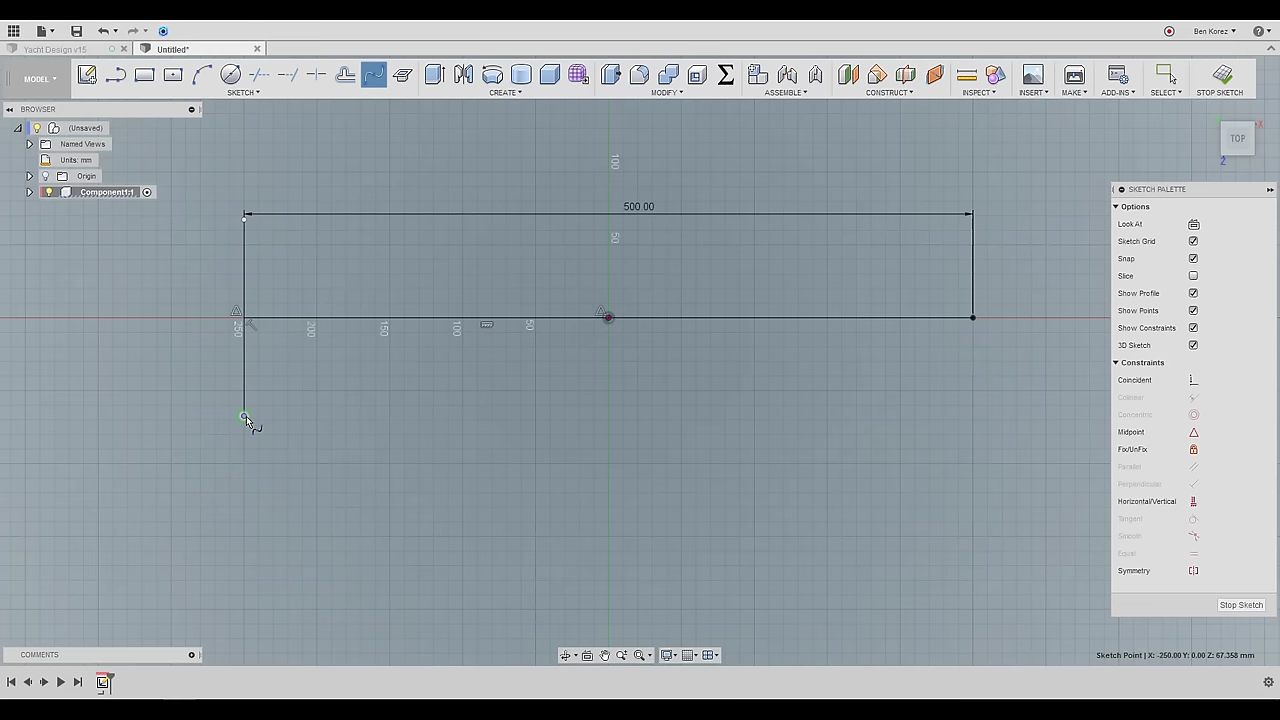 Ben Korez
Yacht Design v15
Untitled*
MODEL
SKETCH
CREATE
MODIFY
ASSEMBLE
CONSTRUCT
INSPECT
INSERT
MAKE
ADD-INS
SELECT
STOP SKETCH
BROWSER
(Unsaved)
Named Views
Units: mm
Origin
Component1:1
TOP
X
Z
100
500.00
50
250
200
150
100
50
SKETCH PALETTE
Options
Look At
Sketch Grid
Snap
Slice
Show Profile
Show Points
Show Constraints
3D Sketch
Constraints
Coincident
Colinear
Concentric
Midpoint
Fix/UnFix
Parallel
Perpendicular
Horizontal/Vertical
Tangent
Smooth
Equal
Symmetry
Stop Sketch
COMMENTS
Sketch Point | X: -250.00 Y: 0.00 Z: 67.358 mm